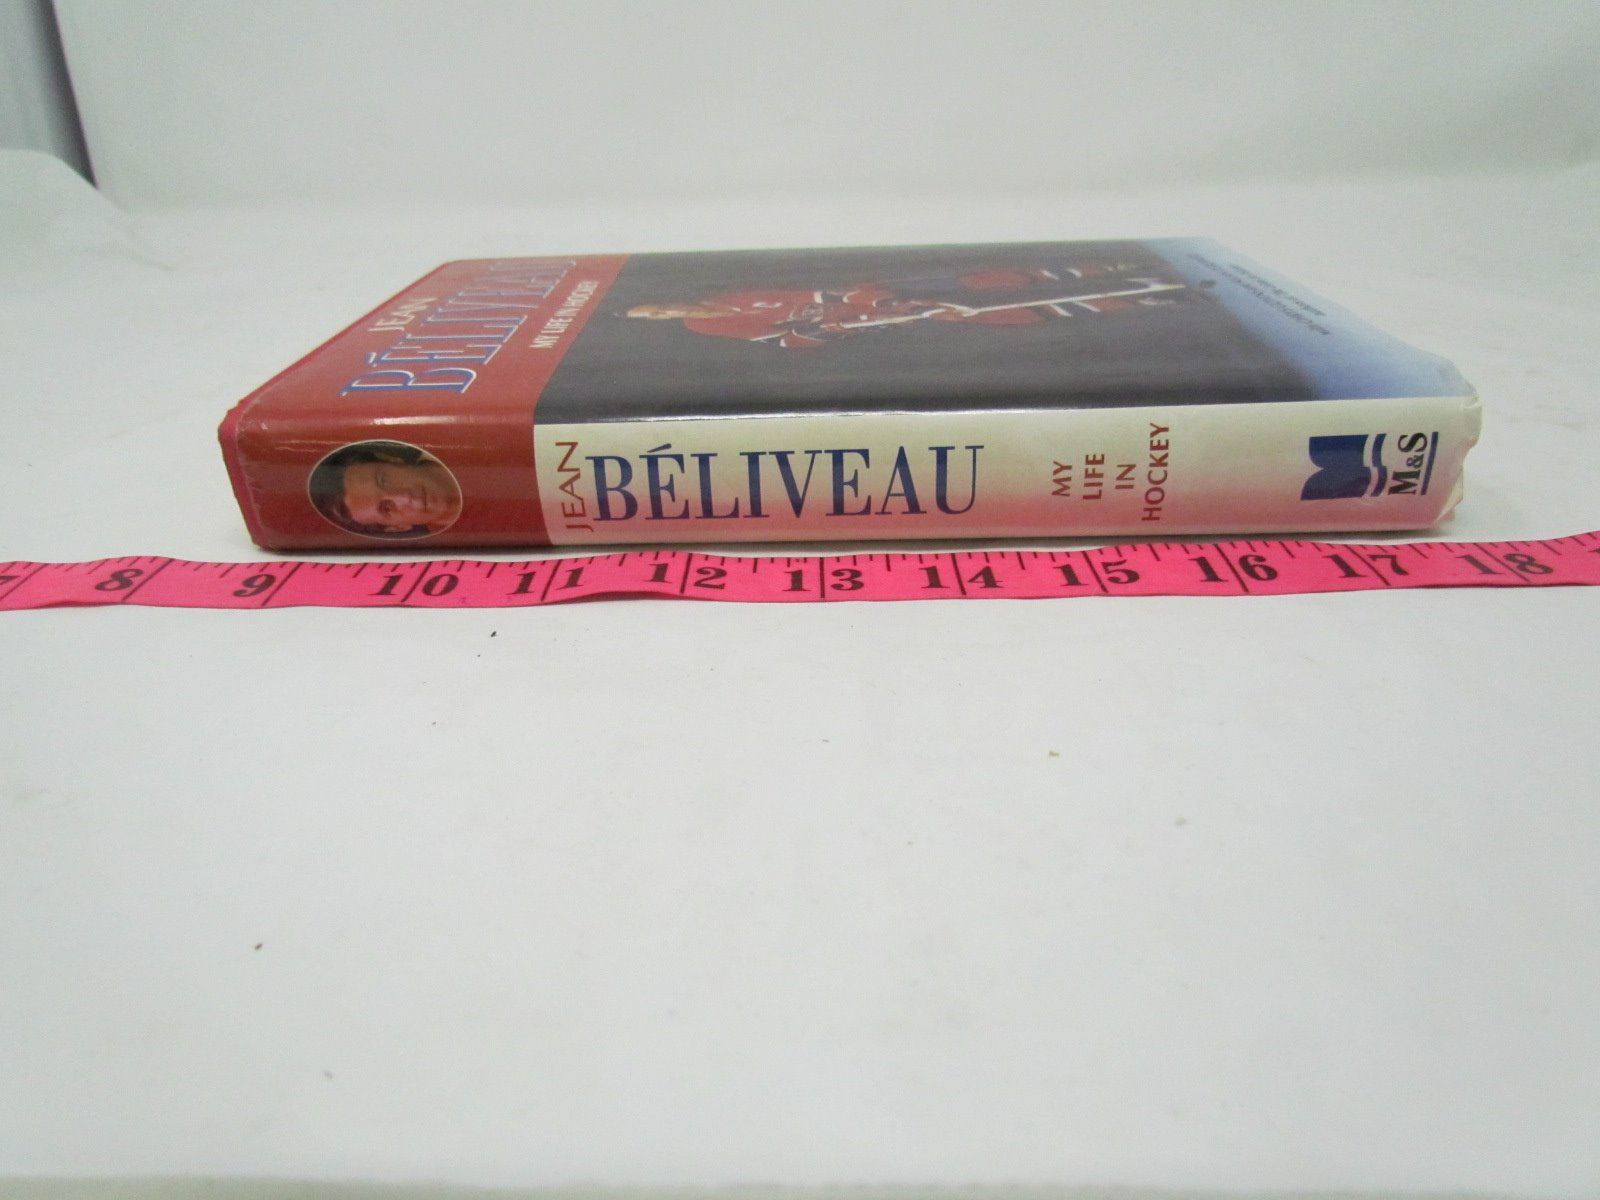 JEAN
BÉLIVEAU
MY LIFE IN HOCKEY
JEAN
BÉLIVEAU
MY
LIFE
IN
HOCKEY
M&S
8 9 10 11 12 13 14 15 16 17 18